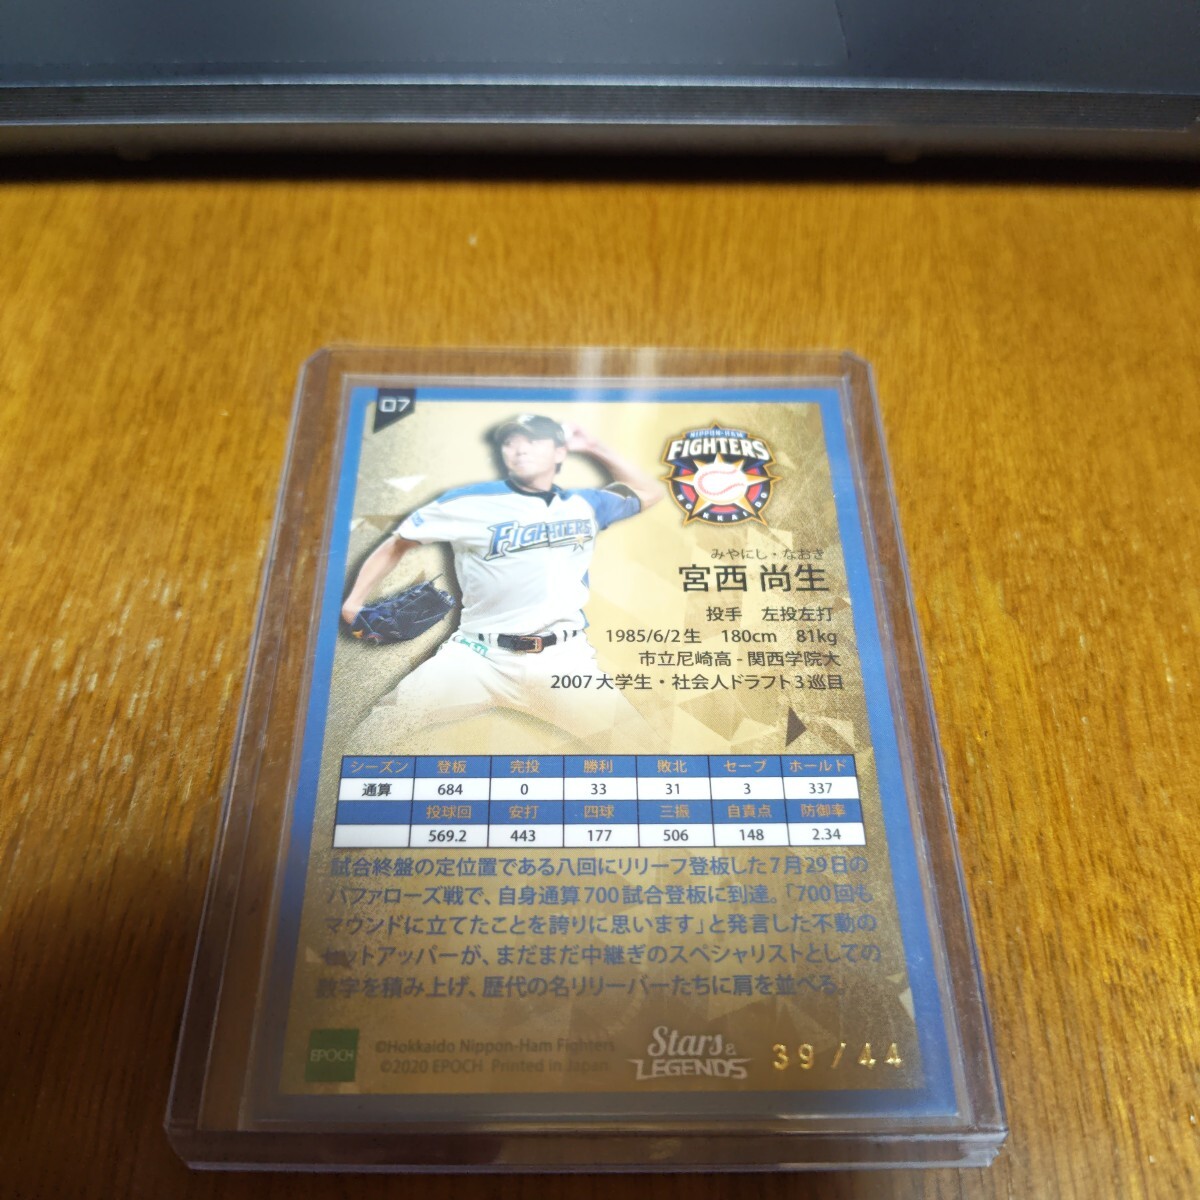 07
NIPPON-HAM
FIGHTERS
HOKKAIDO
FIGHTERS
みやにし・なおき
宮西 尚生
投手 左投左打
1985/6/2生 180cm 81kg
市立尼崎高 - 関西学院大
2007大学生・社会人ドラフト3巡目
シーズン 登板 完投 勝利 敗北 セーブ ホールド
通算 684 0 33 31 3 337
投球回 安打 四球 三振 自責点 防御率
569.2 443 177 506 148 2.34
試合終盤の定位置である八回にリリーフ登板した7月29日の
バファローズ戦で、自身通算700試合登板に到達。「700回も
マウンドに立てたことを誇りに思います」と発言した不動の
セットアッパーが、まだまだ中継ぎのスペシャリストとしての
数字を積み上げ、歴代の名リリーバーたちに肩を並べる。
EPOCH
©Hokkaido Nippon-Ham Fighters
©2020 EPOCH Printed in Japan
Stars &
LEGENDS
39/44